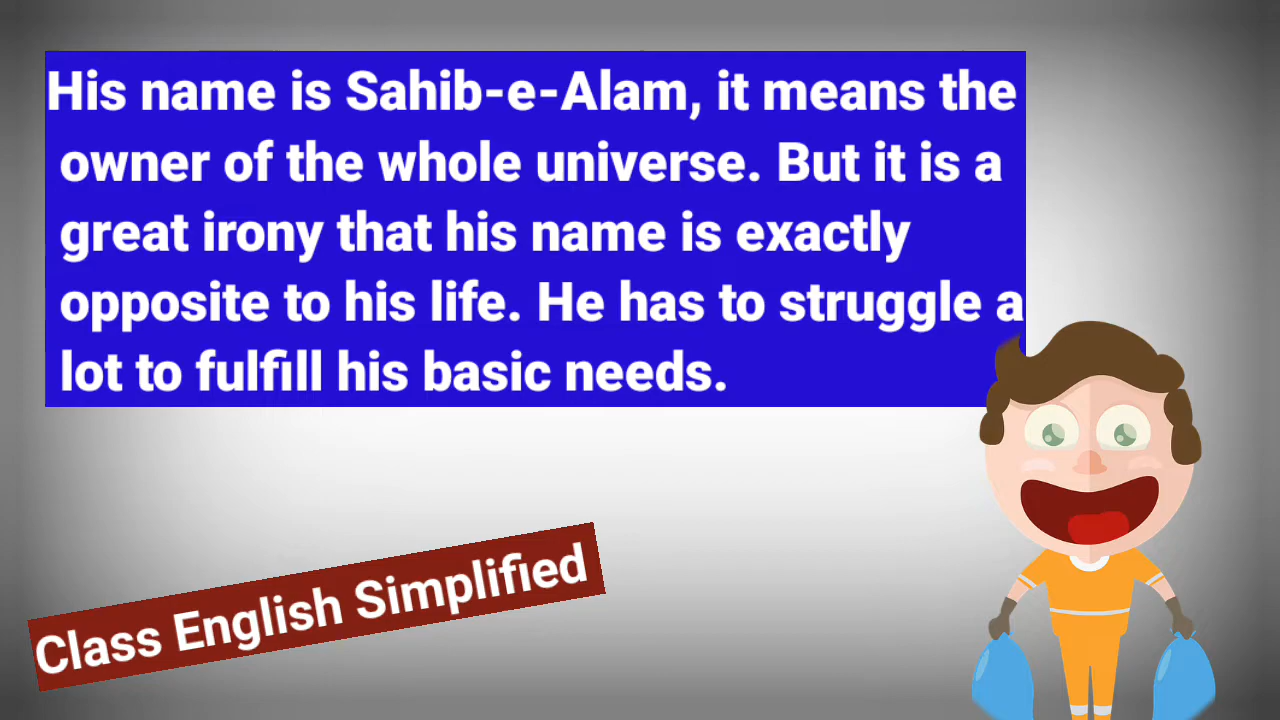 His name is Sahib-e-Alam, it means the
owner of the whole universe. But it is a
great irony that his name is exactly
opposite to his life. He has to struggle a
lot to fulfill his basic needs.
Class English Simplified